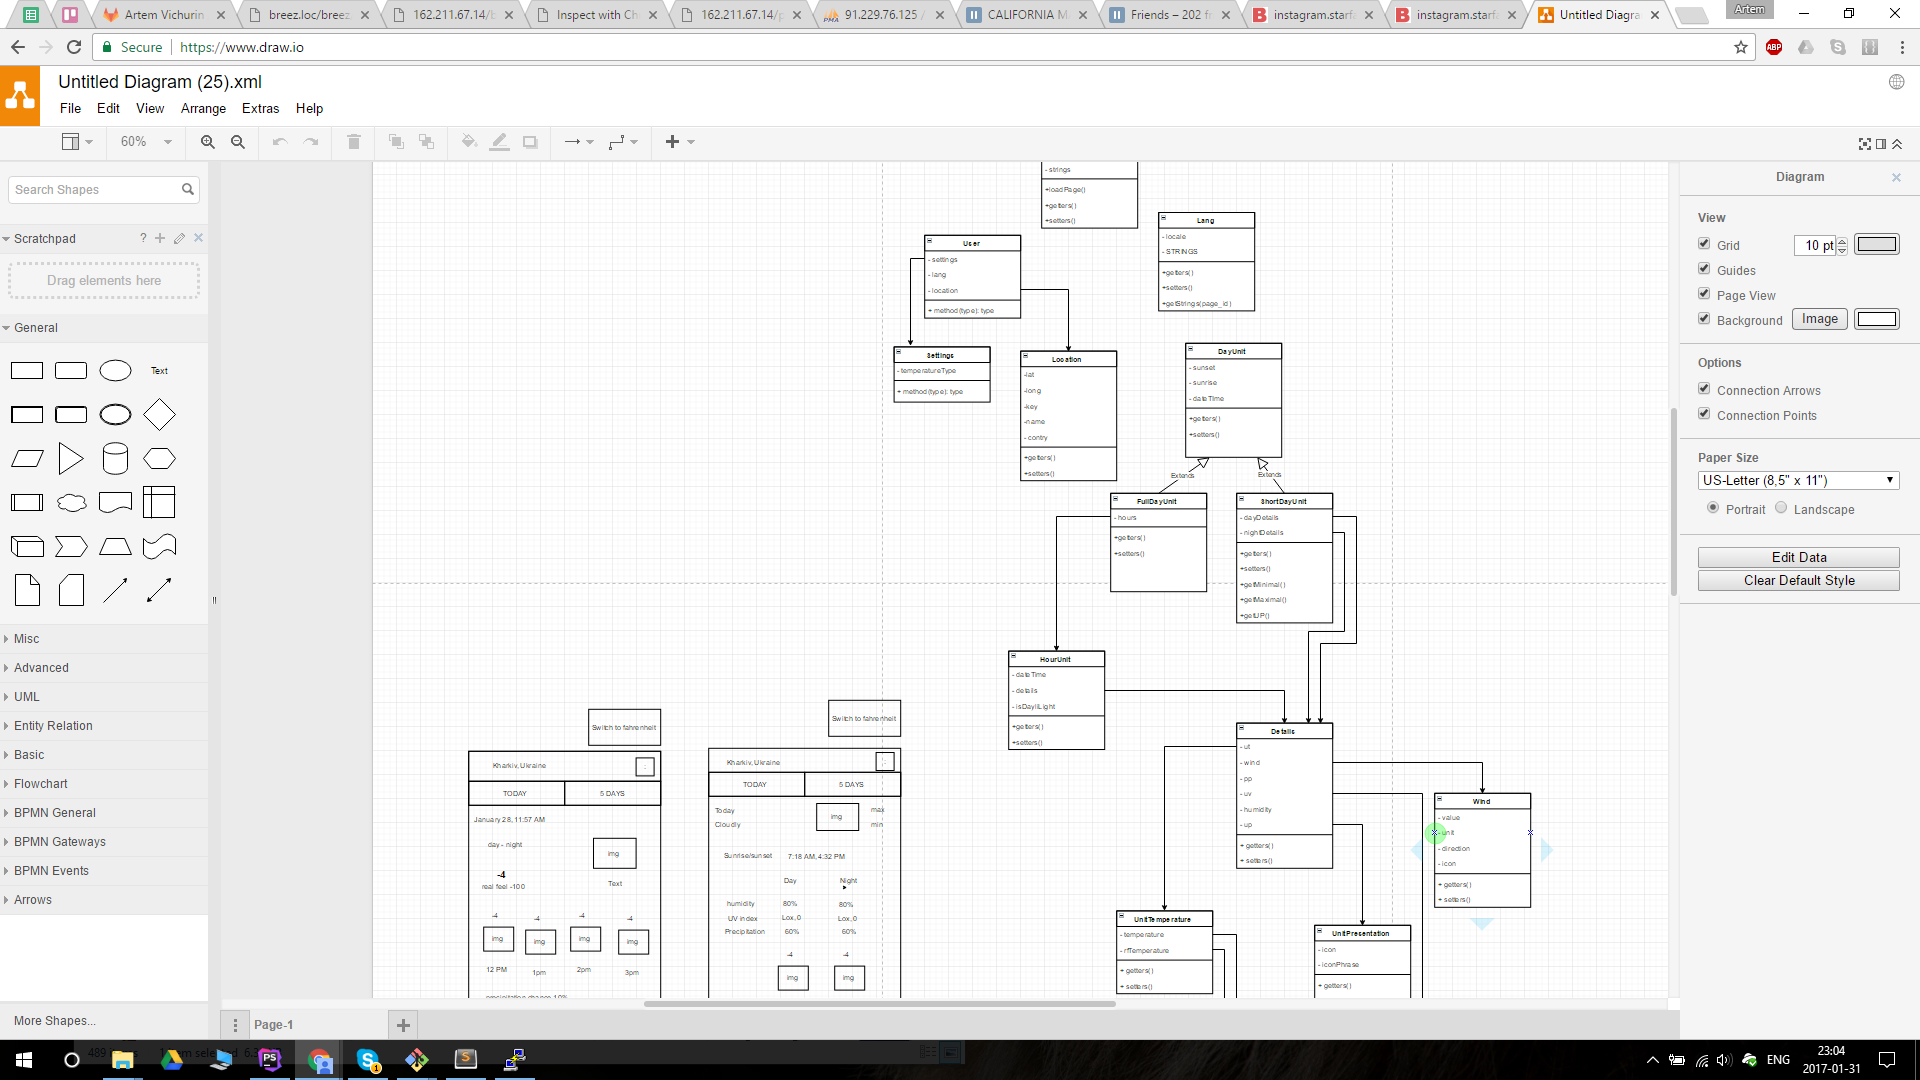 Artem Vichurin
breez.loc/breez
162.211.67.14/b
Inspect with Ch
162.211.67.14/p
PMA
91.229.76.125 /
CALIFORNIA M
Friends – 202 f
instagram.starfa
instagram.starfa
Untitled Diagra
Artem
Secure
https://www.draw.io
ABP
Untitled Diagram (25).xml
File Edit View Arrange Extras Help
60%
Search Shapes
Scratchpad
?
Drag elements here
General
Text
Misc
Advanced
UML
Entity Relation
Basic
Flowchart
BPMN General
BPMN Gateways
BPMN Events
Arrows
More Shapes...
- strings
+loadPage()
+getters()
+setters()
Lang
- locale
- STRINGS
+getters()
+setters()
+getStrings(page_id)
User
- settings
- lang
- location
+ method(type): type
Settings
- temperatureType
+ method(type): type
Location
-lat
-long
-key
-name
- contry
+getters()
+setters()
DayUnit
- sunset
- sunrise
- dateTime
+getters()
+setters()
Extends
Extends
FullDayUnit
- hours
+getters()
+setters()
ShortDayUnit
- dayDetails
- nightDetails
+getters()
+setters()
+getMinimal()
+getMaximal()
+getUP()
HourUnit
- dateTime
- details
- isDayliLight
+getters()
+setters()
Details
- ut
- wind
- pp
- uv
- humidity
- up
+ getters()
+ setters()
Wind
- value
- unit
- direction
- icon
+ getters()
+ setters()
UnitTemperature
- temperature
- rfTemperature
+ getters()
+ setters()
UnitPresentation
- icon
- iconPhrase
+ getters()
Switch to fahrenheit
Kharkiv, Ukraine
:
TODAY
5 DAYS
January 28, 11:57 AM
day - night
img
-4
real feel -100
Text
-4 -4 -4 -4
img img img img
12 PM 1pm 2pm 3pm
precipitation chance 10%
Switch to fahrenheit
Kharkiv, Ukraine
:
TODAY
5 DAYS
Today
Cloudly
img
max
min
Sunrise/sunset 7:18 AM, 4:32 PM
Day Night
humidity 80% 80%
UV index Lox, 0 Lox, 0
Precipitation 60% 60%
-4 -4
img img
Diagram
View
Grid
10 pt
Guides
Page View
Background
Image
Options
Connection Arrows
Connection Points
Paper Size
US-Letter (8,5" x 11")
Portrait
Landscape
Edit Data
Clear Default Style
Page-1
PS
S
1
S
ENG
23:04
2017-01-31